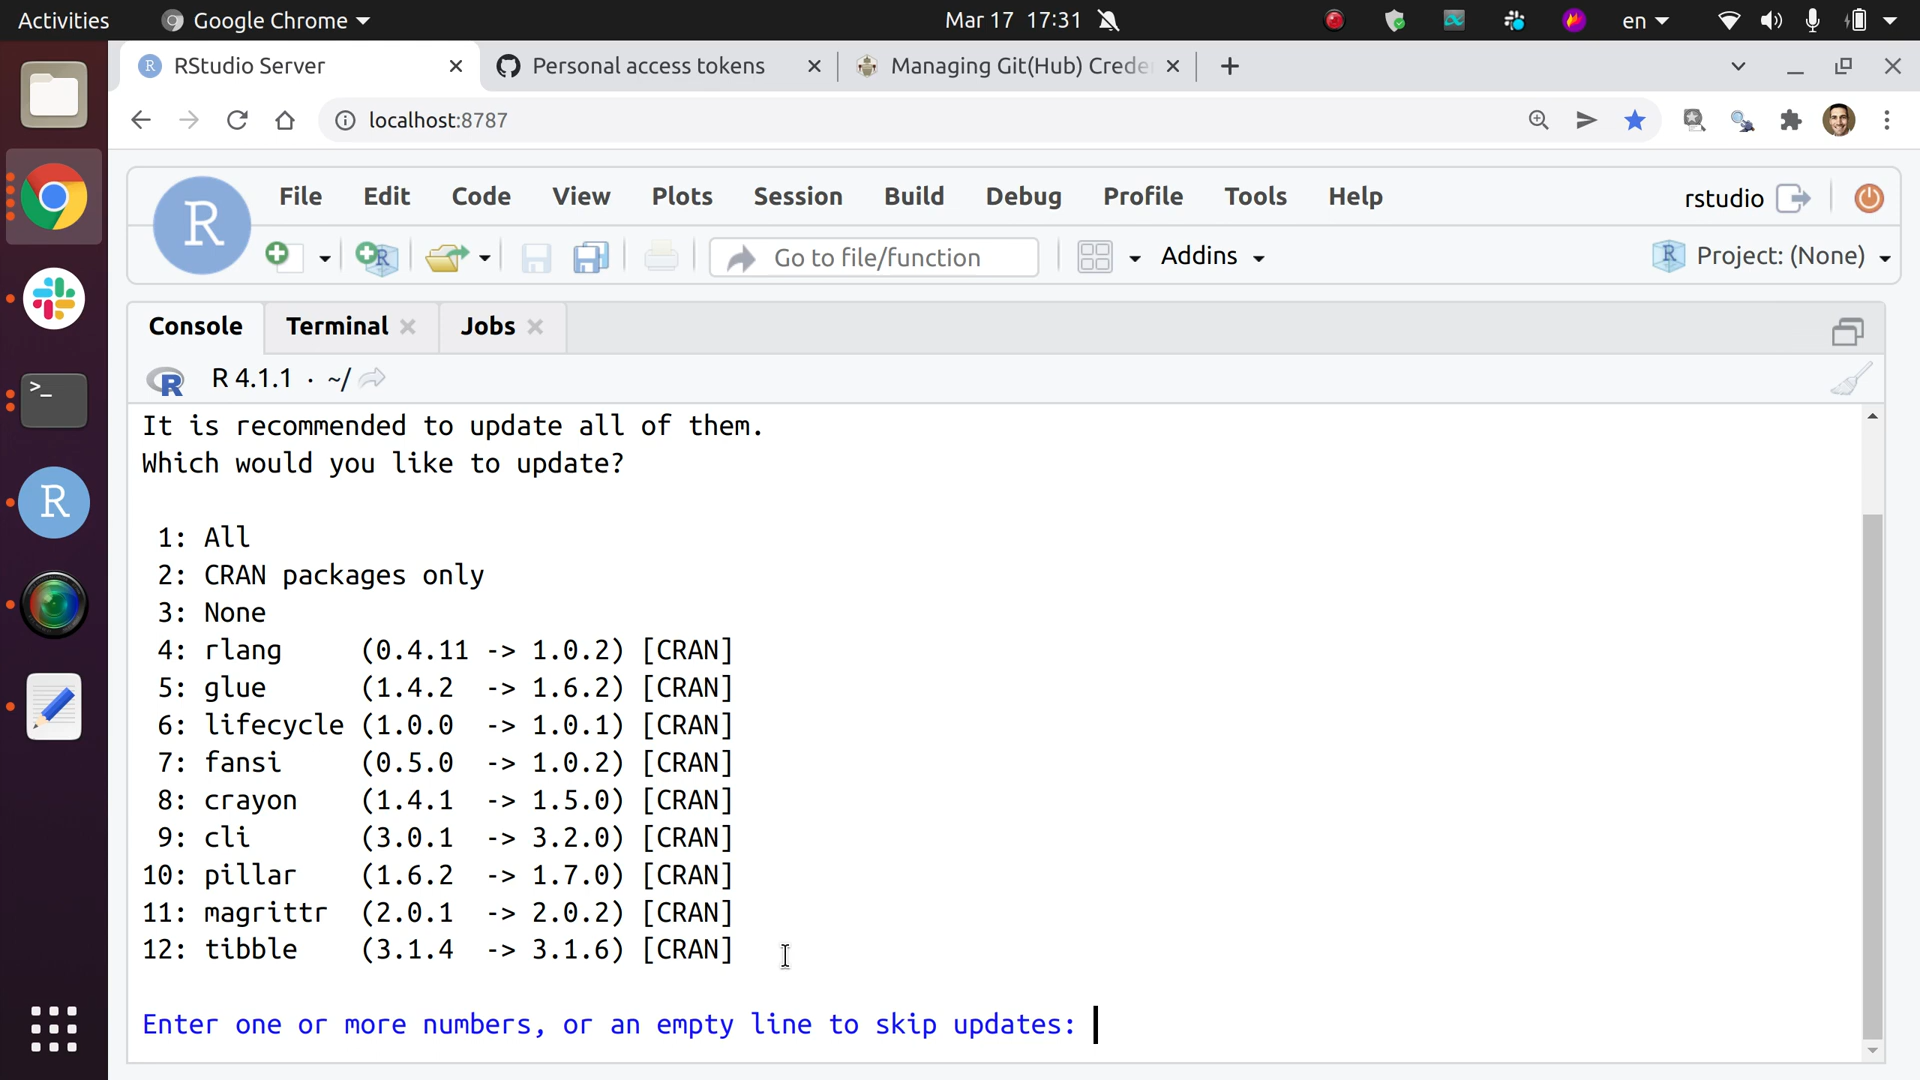 Activities Google Chrome Mar 17 17:31 en
RStudio Server Personal access tokens Managing Git(Hub) Crede
localhost:8787
R File Edit Code View Plots Session Build Debug Profile Tools Help rstudio
Go to file/function Addins Project: (None)
Console Terminal Jobs
R 4.1.1 · ~/
It is recommended to update all of them.
Which would you like to update?
1: All
2: CRAN packages only
3: None
4: rlang (0.4.11 -> 1.0.2) [CRAN]
5: glue (1.4.2 -> 1.6.2) [CRAN]
6: lifecycle (1.0.0 -> 1.0.1) [CRAN]
7: fansi (0.5.0 -> 1.0.2) [CRAN]
8: crayon (1.4.1 -> 1.5.0) [CRAN]
9: cli (3.0.1 -> 3.2.0) [CRAN]
10: pillar (1.6.2 -> 1.7.0) [CRAN]
11: magrittr (2.0.1 -> 2.0.2) [CRAN]
12: tibble (3.1.4 -> 3.1.6) [CRAN]
Enter one or more numbers, or an empty line to skip updates: